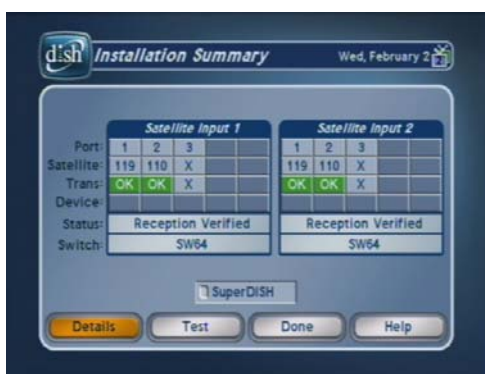 dish Installation Summary Wed, February 2
Satellite Input 1 Satellite Input 2
Port: 1 2 3 1 2 3
Satellite: 119 110 X 119 110 X
Trans: OK OK X OK OK X
Device:
Status: Reception Verified Reception Verified
Switch: SW64 SW64
SuperDISH
Details Test Done Help